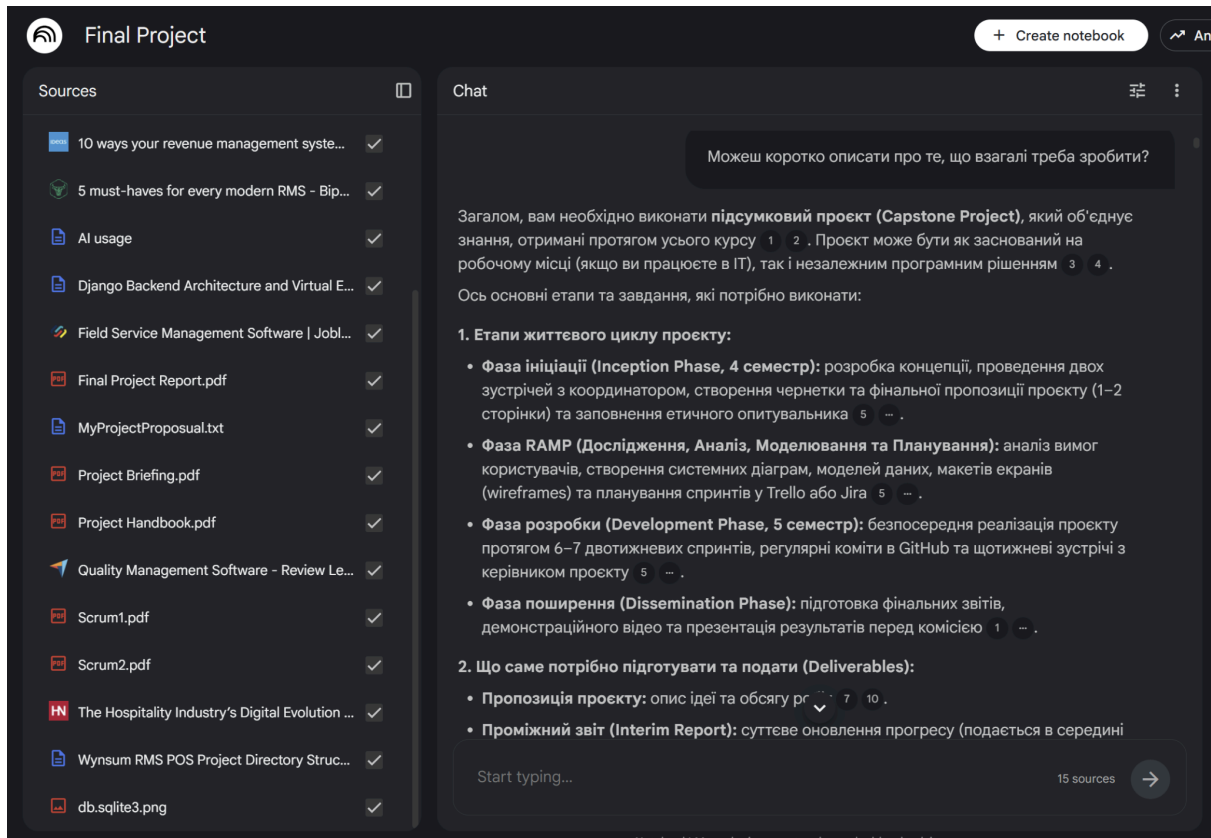 Final Project
+ Create notebook
An
Sources
10 ways your revenue management syste...
5 must-haves for every modern RMS - Bip...
AI usage
Django Backend Architecture and Virtual E...
Field Service Management Software | Jobl...
PDF Final Project Report.pdf
MyProjectProposual.txt
PDF Project Briefing.pdf
PDF Project Handbook.pdf
Quality Management Software - Review Le...
PDF Scrum1.pdf
PDF Scrum2.pdf
HN The Hospitality Industry's Digital Evolution ...
Wynsum RMS POS Project Directory Struc...
db.sqlite3.png
Chat
Можеш коротко описати про те, що взагалі треба зробити?
Загалом, вам необхідно виконати підсумковий проєкт (Capstone Project), який об'єднує
знання, отримані протягом усього курсу 1 2 . Проєкт може бути як заснований на
робочому місці (якщо ви працюєте в ІТ), так і незалежним програмним рішенням 3 4 .
Ось основні етапи та завдання, які потрібно виконати:
1. Етапи життєвого циклу проєкту:
• Фаза ініціації (Inception Phase, 4 семестр): розробка концепції, проведення двох
зустрічей з координатором, створення чернетки та фінальної пропозиції проєкту (1–2
сторінки) та заповнення етичного опитувальника 5 ... .
• Фаза RAMP (Дослідження, Аналіз, Моделювання та Планування): аналіз вимог
користувачів, створення системних діаграм, моделей даних, макетів екранів
(wireframes) та планування спринтів у Trello або Jira 5 ... .
• Фаза розробки (Development Phase, 5 семестр): безпосередня реалізація проєкту
протягом 6–7 двотижневих спринтів, регулярні коміти в GitHub та щотижневі зустрічі з
керівником проєкту 5 ... .
• Фаза поширення (Dissemination Phase): підготовка фінальних звітів,
демонстраційного відео та презентація результатів перед комісією 1 ... .
2. Що саме потрібно підготувати та подати (Deliverables):
• Пропозиція проєкту: опис ідеї та обсягу 7 10 .
• Проміжний звіт (Interim Report): суттєве оновлення прогресу (подається в середині
Start typing...
15 sources